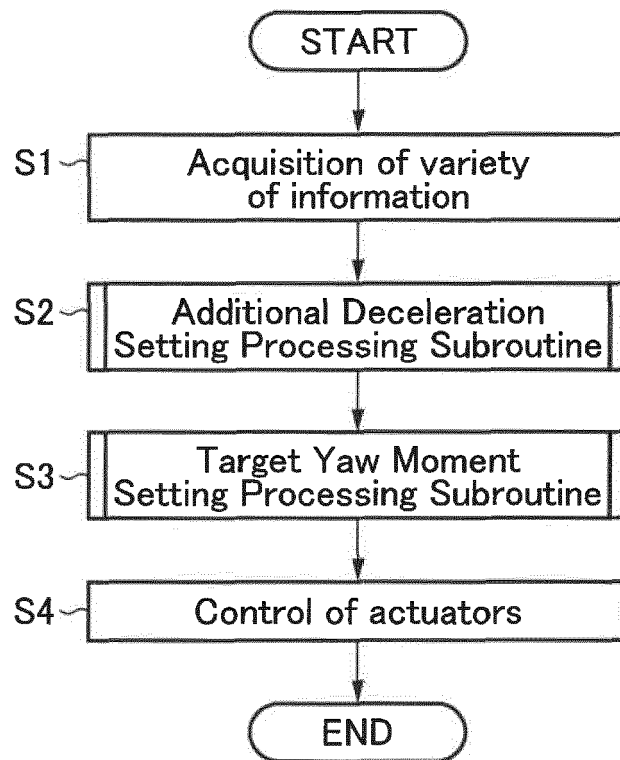 START
S1
Acquisition of variety
of information
S2
Additional Deceleration
Setting Processing Subroutine
S3
Target Yaw Moment
Setting Processing Subroutine
S4
Control of actuators
END